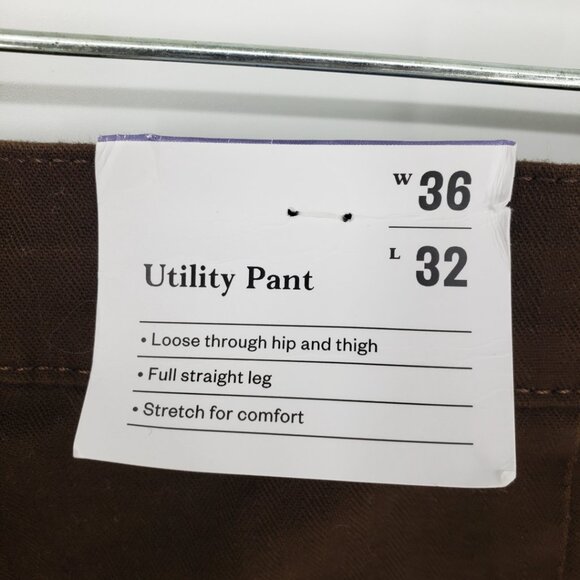 W 36
L 32
Utility Pant
• Loose through hip and thigh
• Full straight leg
• Stretch for comfort